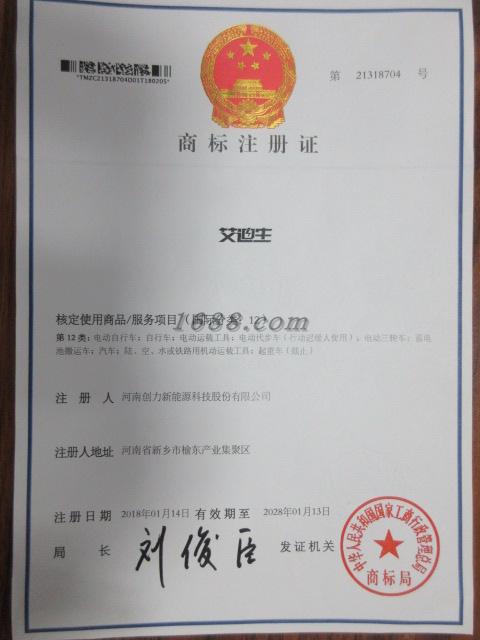 *TMZC21318704D01T180205*
第 21318704 号
商标注册证
艾迪生
核定使用商品/服务项目（国际分类：12）
1688.com
第 12类：电动自行车；自行车；电动运载工具；电动代步车（行动迟缓人使用）；电动三轮车；蓄电
池搬运车；汽车；陆、空、水或铁路用机动运载工具；起重车（截止）
注 册 人 河南创力新能源科技股份有限公司
注册人地址 河南省新乡市榆东产业集聚区
注册日期 2018年01月14日 有效期至 2028年01月13日
局 长 刘俊臣 发证机关
中华人民共和国国家工商行政管理总局
商标局